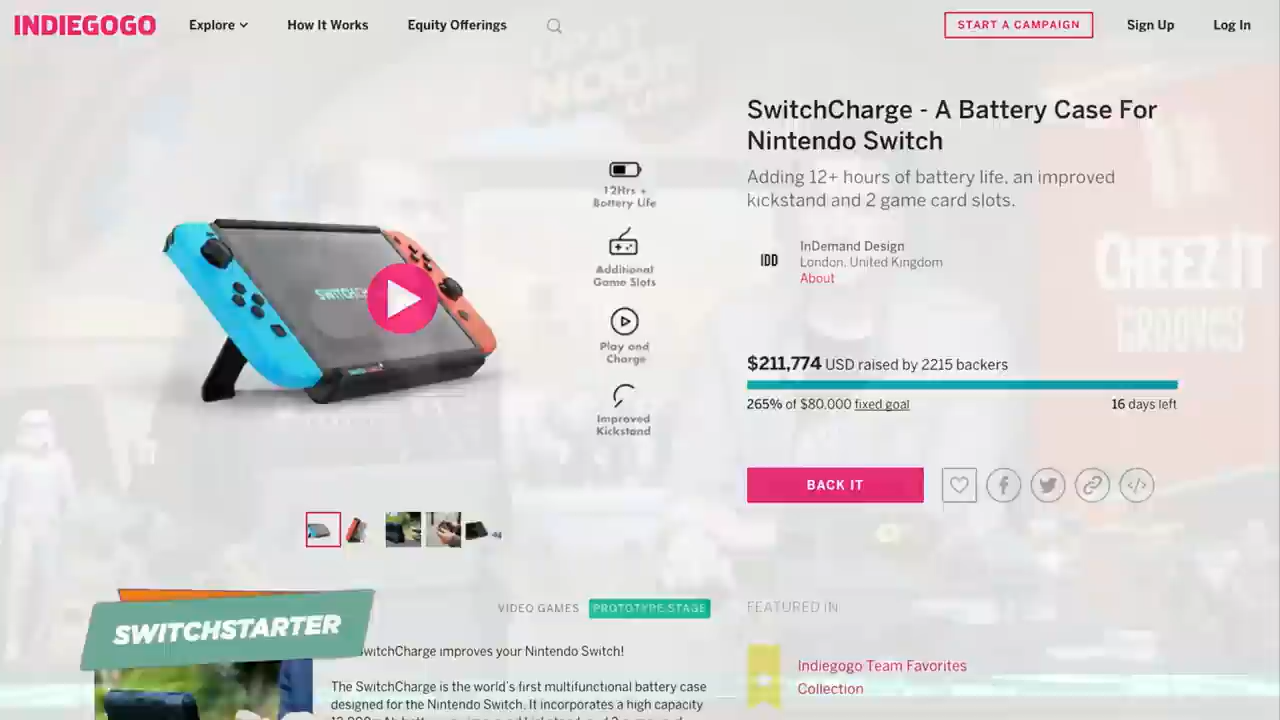 INDIEGOGO
Explore
How It Works
Equity Offerings
START A CAMPAIGN
Sign Up
Log In
SwitchCharge - A Battery Case For
Nintendo Switch
Adding 12+ hours of battery life, an improved
kickstand and 2 game card slots.
12Hrs +
Battery Life
Additional
Game Slots
Play and
Charge
Improved
Kickstand
IDD
InDemand Design
London, United Kingdom
About
CHEEZ-IT
GROOVES
$211,774 USD raised by 2215 backers
265% of $80,000 fixed goal
16 days left
BACK IT
SWITCHSTARTER
VIDEO GAMES
PROTOTYPE STAGE
FEATURED IN
SwitchCharge improves your Nintendo Switch!
Indiegogo Team Favorites
Collection
The SwitchCharge is the world's first multifunctional battery case
designed for the Nintendo Switch. It incorporates a high capacity